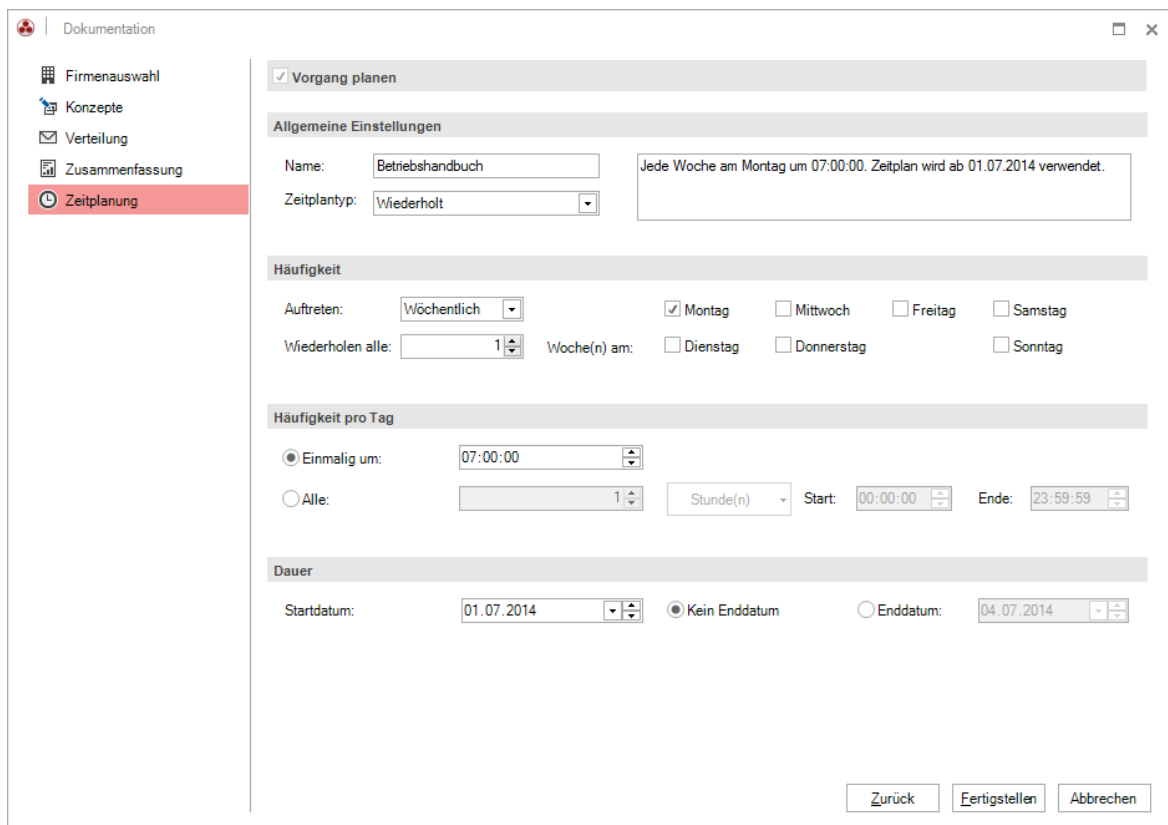 Dokumentation
Firmenauswahl
Konzepte
Verteilung
Zusammenfassung
Zeitplanung
Vorgang planen
Allgemeine Einstellungen
Name: Betriebshandbuch
Jede Woche am Montag um 07:00:00. Zeitplan wird ab 01.07.2014 verwendet.
Zeitplantyp: Wiederholt
Häufigkeit
Auftreten: Wöchentlich Montag Mittwoch Freitag Samstag
Wiederholen alle: 1 Woche(n) am: Dienstag Donnerstag Sonntag
Häufigkeit pro Tag
Einmalig um: 07:00:00
Alle: 1 Stunde(n) Start: 00:00:00 Ende: 23:59:59
Dauer
Startdatum: 01.07.2014 Kein Enddatum Enddatum: 04.07.2014
Zurück Fertigstellen Abbrechen